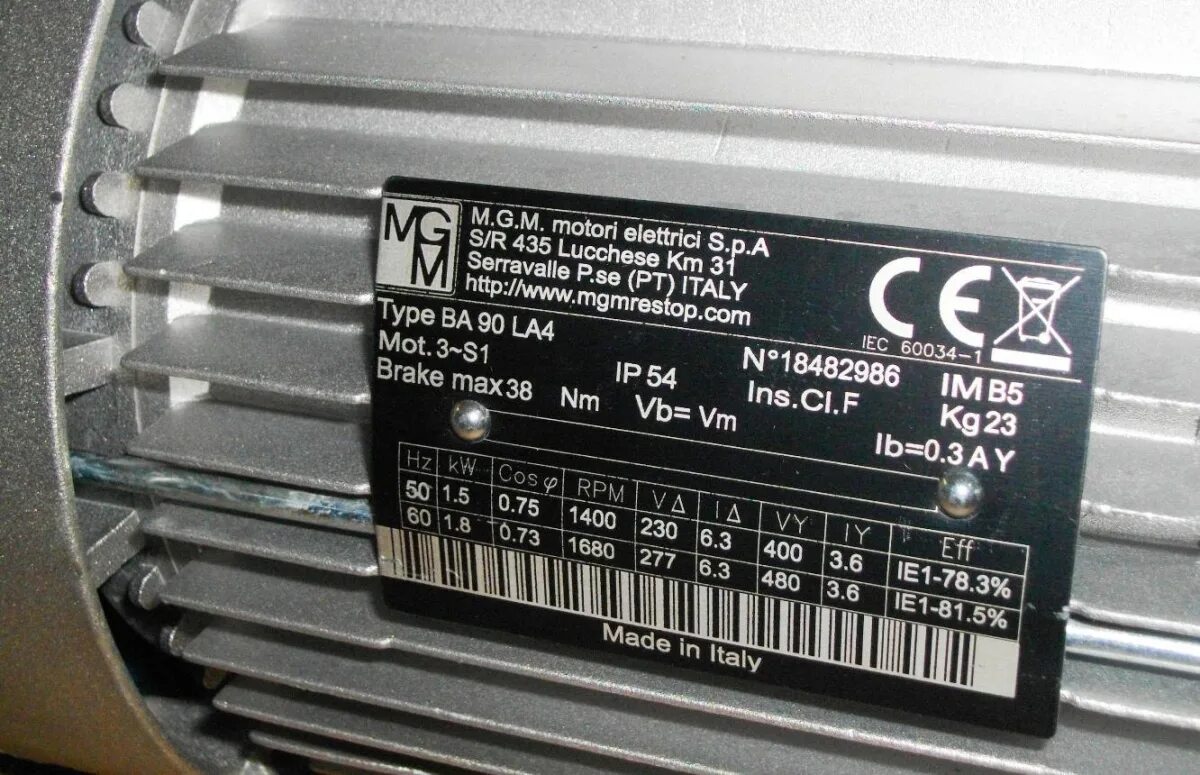 MGM
M.G.M. motori elettrici S.p.A
S/R 435 Lucchese Km 31
Serravalle P.se (PT) ITALY
http://www.mgmrestop.com
IEC 60034-1
Type BA 90 LA4
Mot. 3~S1 IP 54 N°18482986 IM B5
Brake max 38 Nm Vb= Vm Ins.Cl.F Kg 23
Ib=0.3 A Y
Hz kW Cos φ RPM V Δ I Δ VY IY Eff
50 1.5 0.75 1400 230 6.3 400 3.6 IE1-78.3%
60 1.8 0.73 1680 277 6.3 480 3.6 IE1-81.5%
Made in Italy